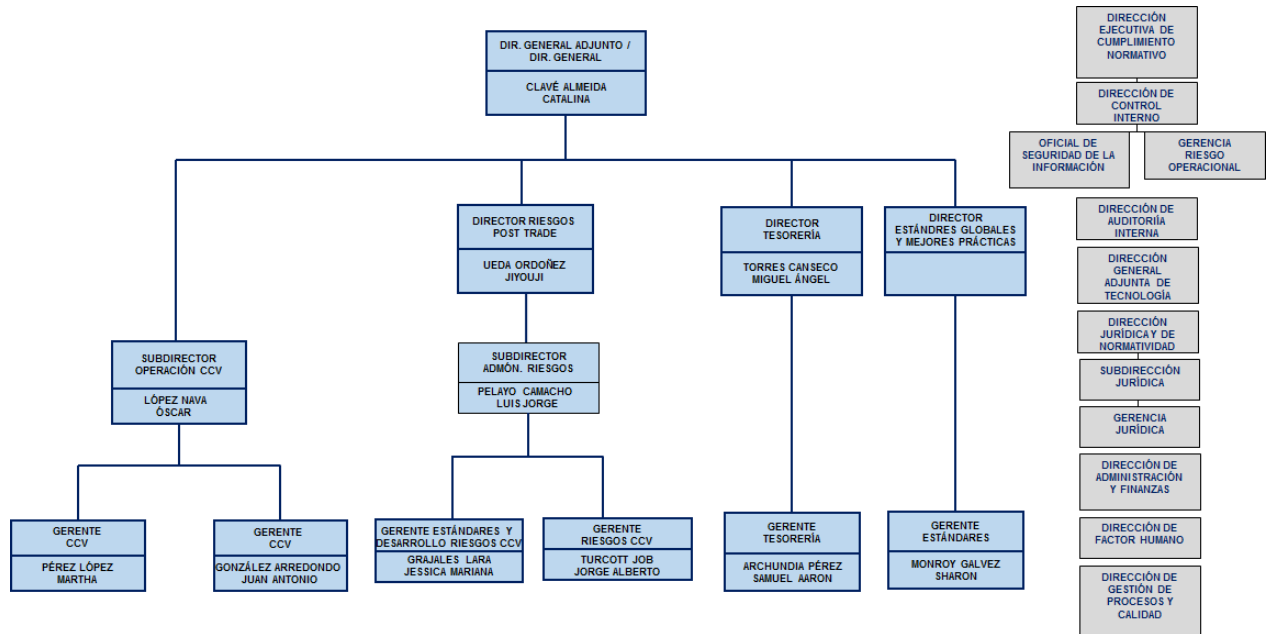 DIR. GENERAL ADJUNTO /
DIR. GENERAL
CLAVÉ ALMEIDA
CATALINA
DIRECTOR RIESGOS
POST TRADE
UEDA ORDOÑEZ
JIYOUJI
DIRECTOR
TESORERÍA
TORRES CANSECO
MIGUEL ÁNGEL
DIRECTOR
ESTÁNDRES GLOBALES
Y MEJORES PRÁCTICAS
SUBDIRECTOR
OPERACIÓN CCV
LÓPEZ NAVA
ÓSCAR
SUBDIRECTOR
ADMÓN. RIESGOS
PELAYO CAMACHO
LUIS JORGE
GERENTE
CCV
PÉREZ LÓPEZ
MARTHA
GERENTE
CCV
GONZÁLEZ ARREDONDO
JUAN ANTONIO
GERENTE ESTÁNDARES Y
DESARROLLO RIESGOS CCV
GRAJALES LARA
JESSICA MARIANA
GERENTE
RIESGOS CCV
TURCOTT JOB
JORGE ALBERTO
GERENTE
TESORERÍA
ARCHUNDIA PÉREZ
SAMUEL AARON
GERENTE
ESTÁNDARES
MONROY GALVEZ
SHARON
DIRECCIÓN
EJECUTIVA DE
CUMPLIMIENTO
NORMATIVO
DIRECCIÓN DE
CONTROL
INTERNO
OFICIAL DE
SEGURIDAD DE LA
INFORMACIÓN
GERENCIA
RIESGO
OPERACIONAL
DIRECCIÓN DE
AUDITORIÍA
INTERNA
DIRECCIÓN
GENERAL
ADJUNTA DE
TECNOLOGÍA
DIRECCIÓN
JURÍDICA Y DE
NORMATIVIDAD
SUBDIRECCIÓN
JURÍDICA
GERENCIA
JURÍDICA
DIRECCIÓN DE
ADMINISTRACIÓN
Y FINANZAS
DIRECCIÓN DE
FACTOR HUMANO
DIRECCIÓN DE
GESTIÓN DE
PROCESOS Y
CALIDAD